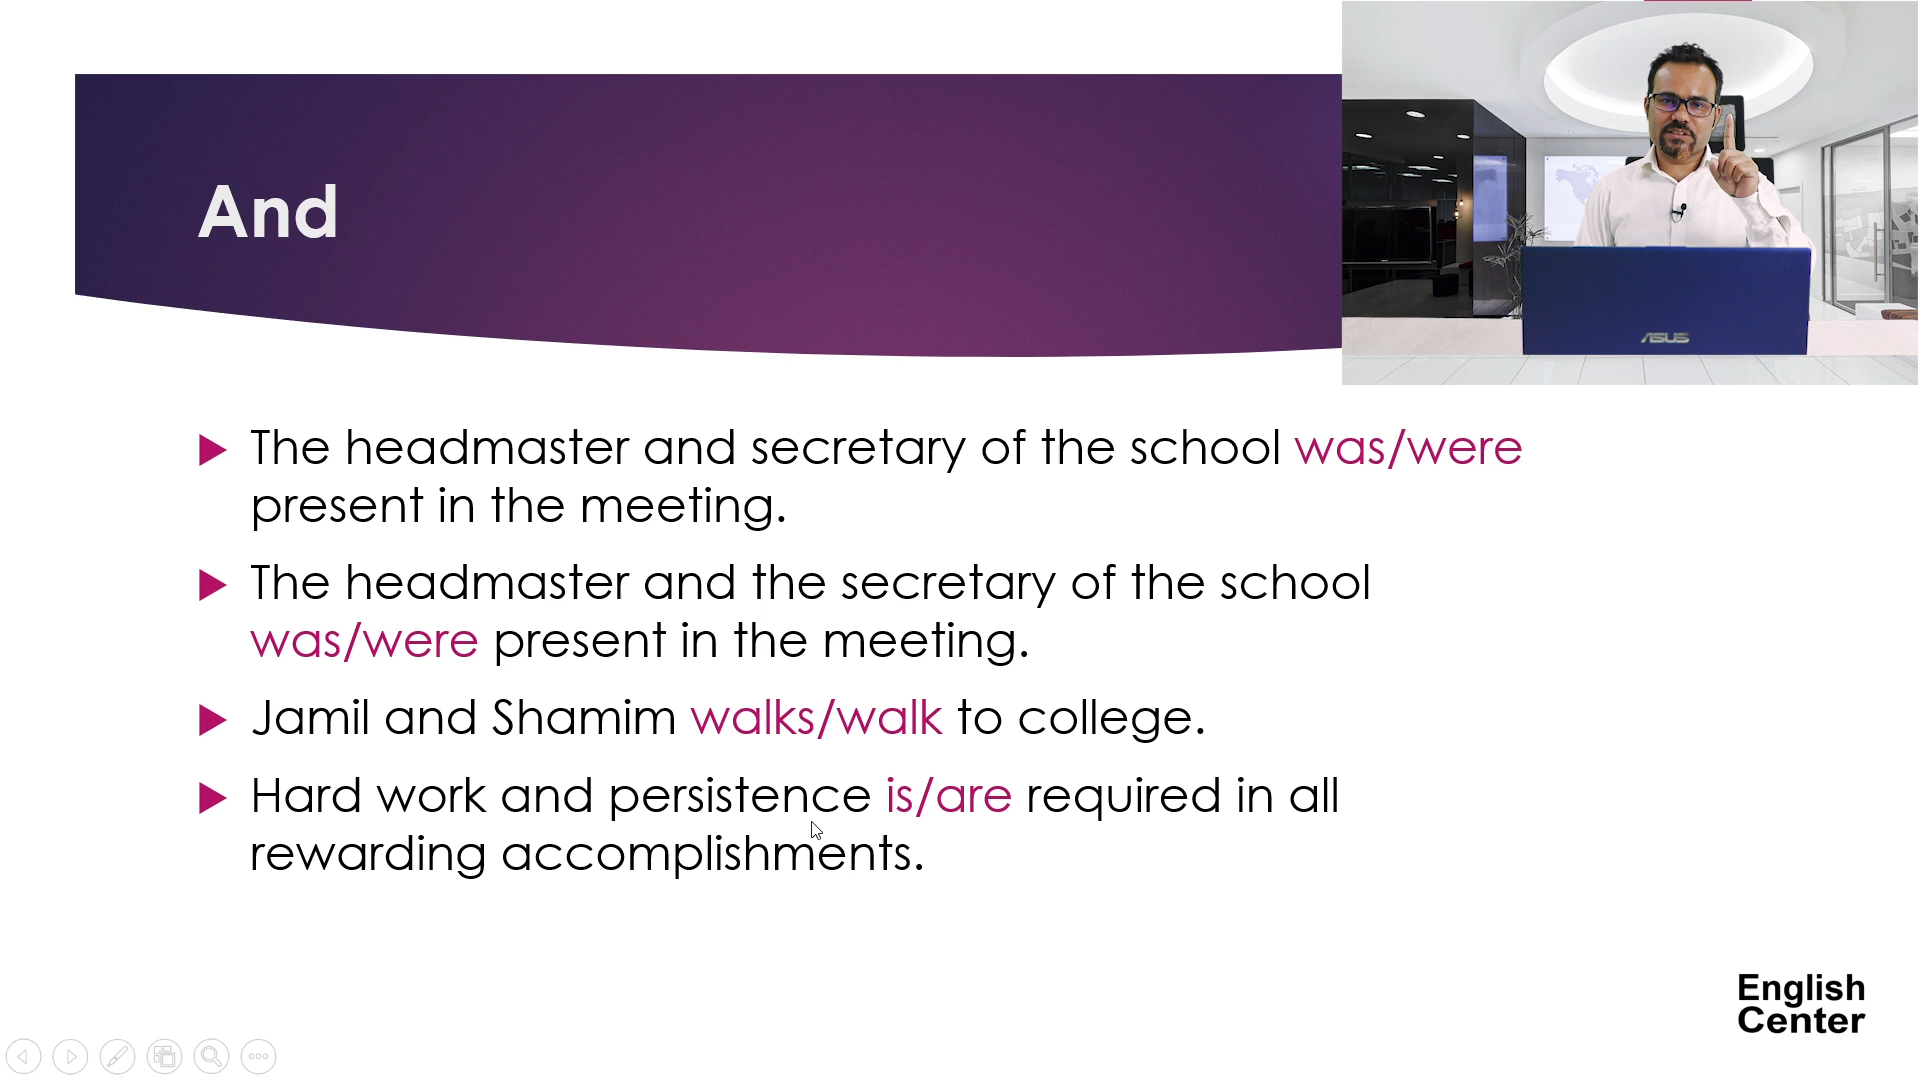 And
The headmaster and secretary of the school was/were
present in the meeting.
The headmaster and the secretary of the school
was/were present in the meeting.
Jamil and Shamim walks/walk to college.
Hard work and persistence is/are required in all
rewarding accomplishments.
ASUS
English
Center